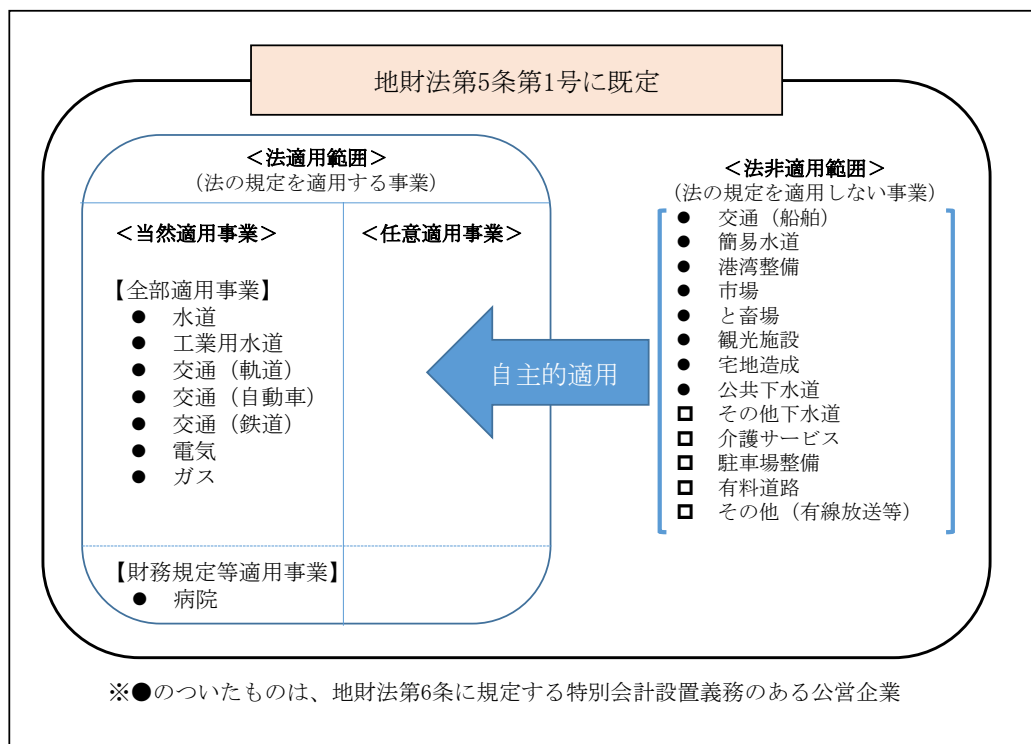 地財法第5条第1号に既定
＜法適用範囲＞
（法の規定を適用する事業）
＜当然適用事業＞
【全部適用事業】
● 水道
● 工業用水道
● 交通（軌道）
● 交通（自動車）
● 交通（鉄道）
● 電気
● ガス
【財務規定等適用事業】
● 病院
＜任意適用事業＞
自主的適用
＜法非適用範囲＞
（法の規定を適用しない事業）
● 交通（船舶）
● 簡易水道
● 港湾整備
● 市場
● と畜場
● 観光施設
● 宅地造成
● 公共下水道
□ その他下水道
□ 介護サービス
□ 駐車場整備
□ 有料道路
□ その他（有線放送等）
※●のついたものは、地財法第6条に規定する特別会計設置義務のある公営企業